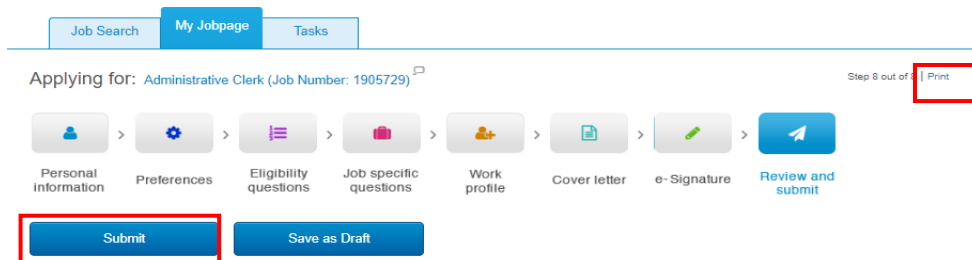 Job Search
My Jobpage
Tasks
Applying for: Administrative Clerk (Job Number: 1905729)
Step 8 out of 8 | Print
Personal information
Preferences
Eligibility questions
Job specific questions
Work profile
Cover letter
e-Signature
Review and submit
Submit
Save as Draft